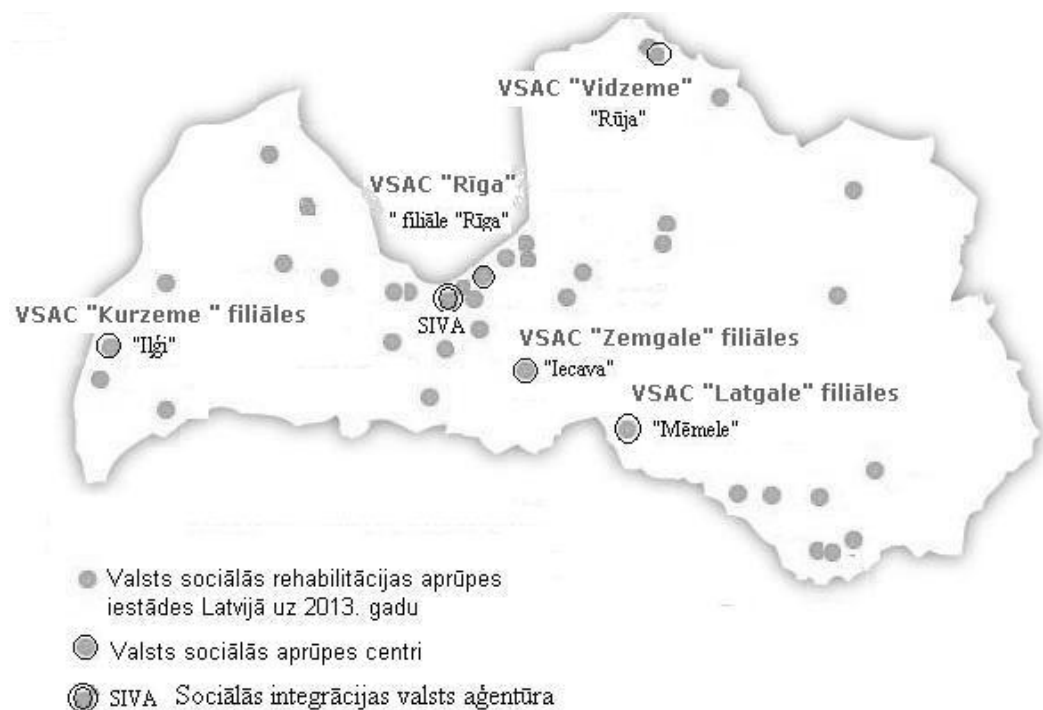 VSAC "Vidzeme"
"Rūja"
VSAC "Rīga"
" filiāle "Rīga"
VSAC "Kurzeme " filiāles
"Iļģi"
SIVA
VSAC "Zemgale" filiāles
"Iecava"
VSAC "Latgale" filiāles
"Mēmele"
Valsts sociālās rehabilitācijas aprūpes
iestādes Latvijā uz 2013. gadu
Valsts sociālās aprūpes centri
SIVA Sociālās integrācijas valsts aģentūra